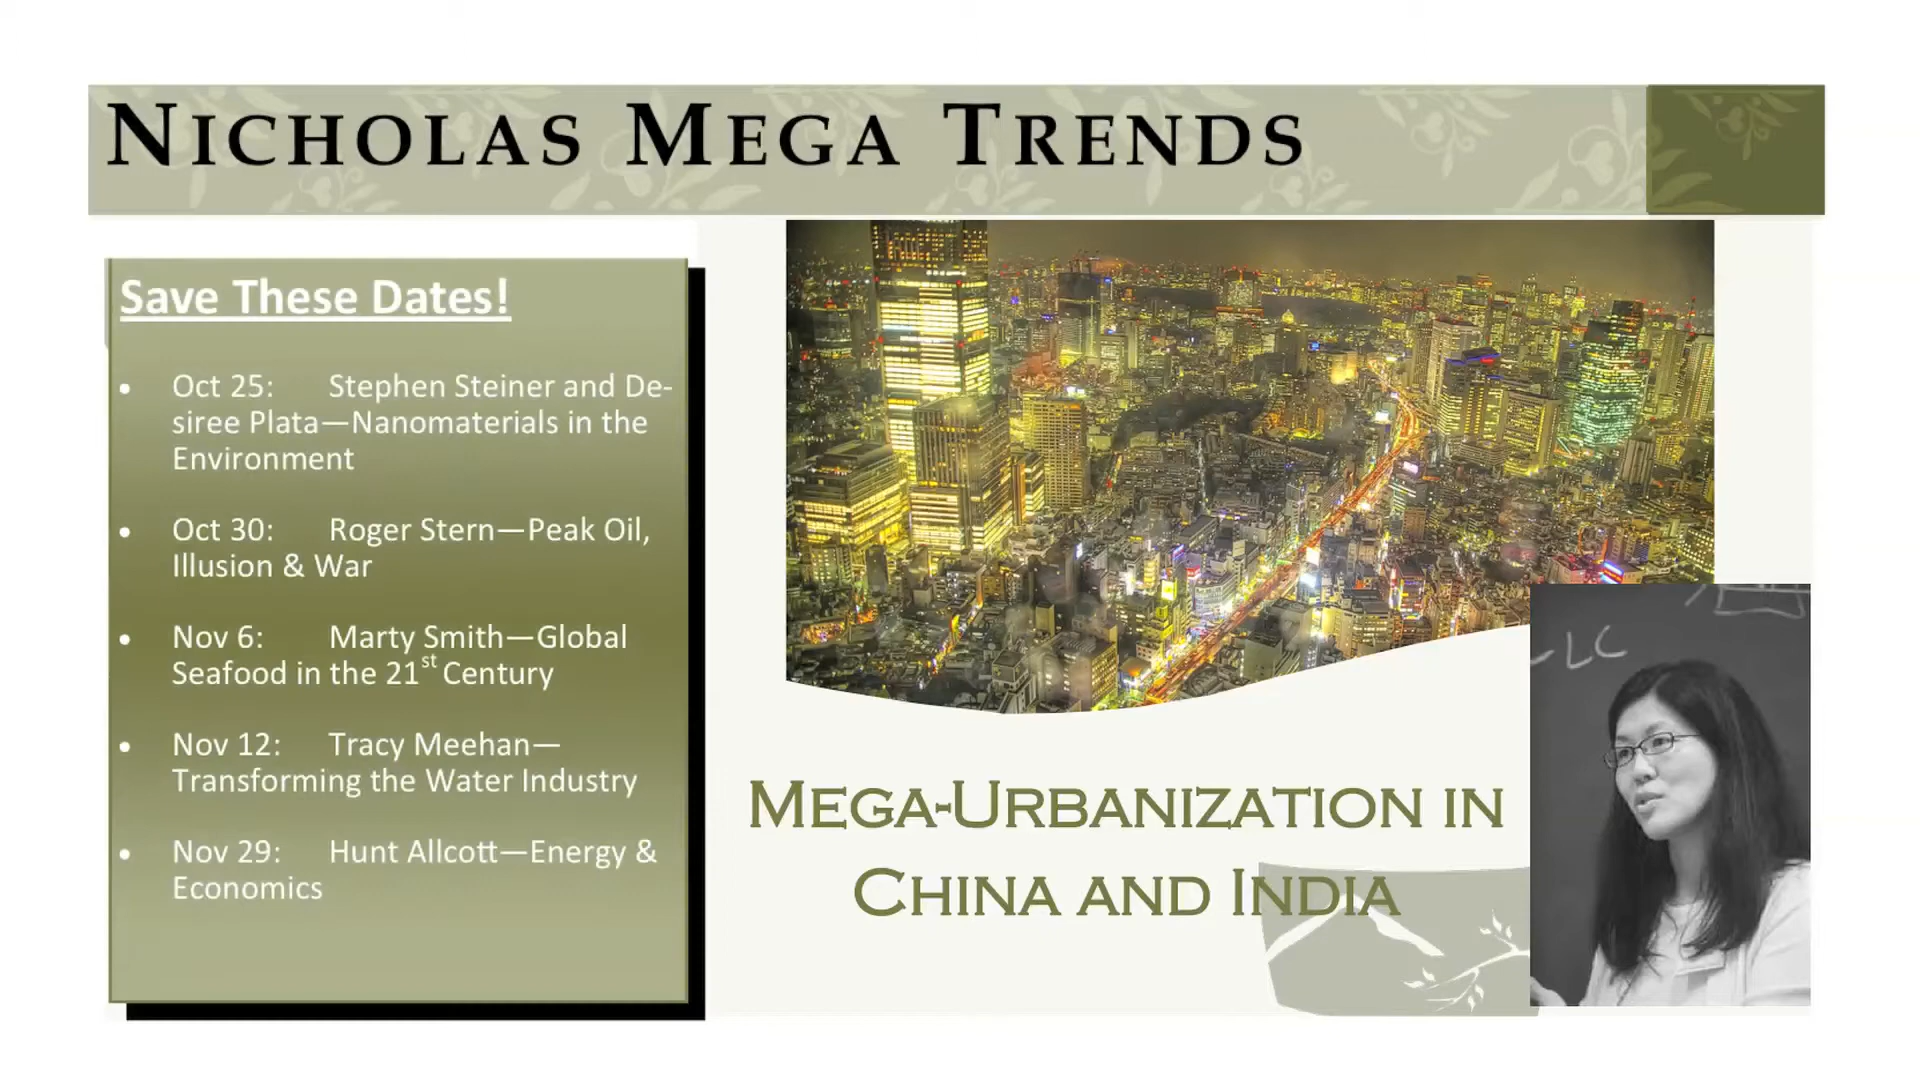 NICHOLAS MEGA TRENDS
Save These Dates!
• Oct 25: Stephen Steiner and De-
siree Plata—Nanomaterials in the
Environment
• Oct 30: Roger Stern—Peak Oil,
Illusion & War
• Nov 6: Marty Smith—Global
Seafood in the 21st Century
• Nov 12: Tracy Meehan—
Transforming the Water Industry
• Nov 29: Hunt Allcott—Energy &
Economics
LC
MEGA-URBANIZATION IN
CHINA AND INDIA